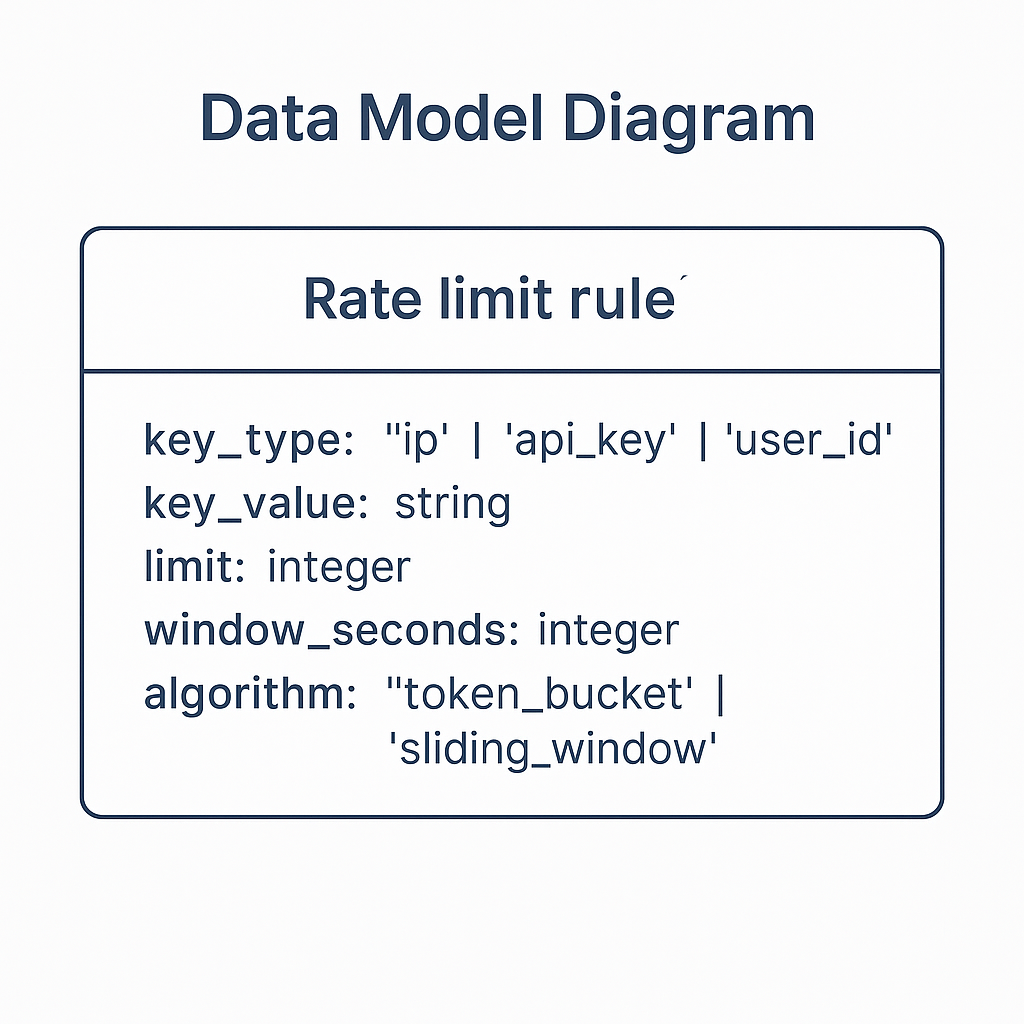 Data Model Diagram
Rate limit rule´
key_type: "ip' | 'api_key' | 'user_id'
key_value: string
limit: integer
window_seconds: integer
algorithm: "token_bucket' |
'sliding_window'